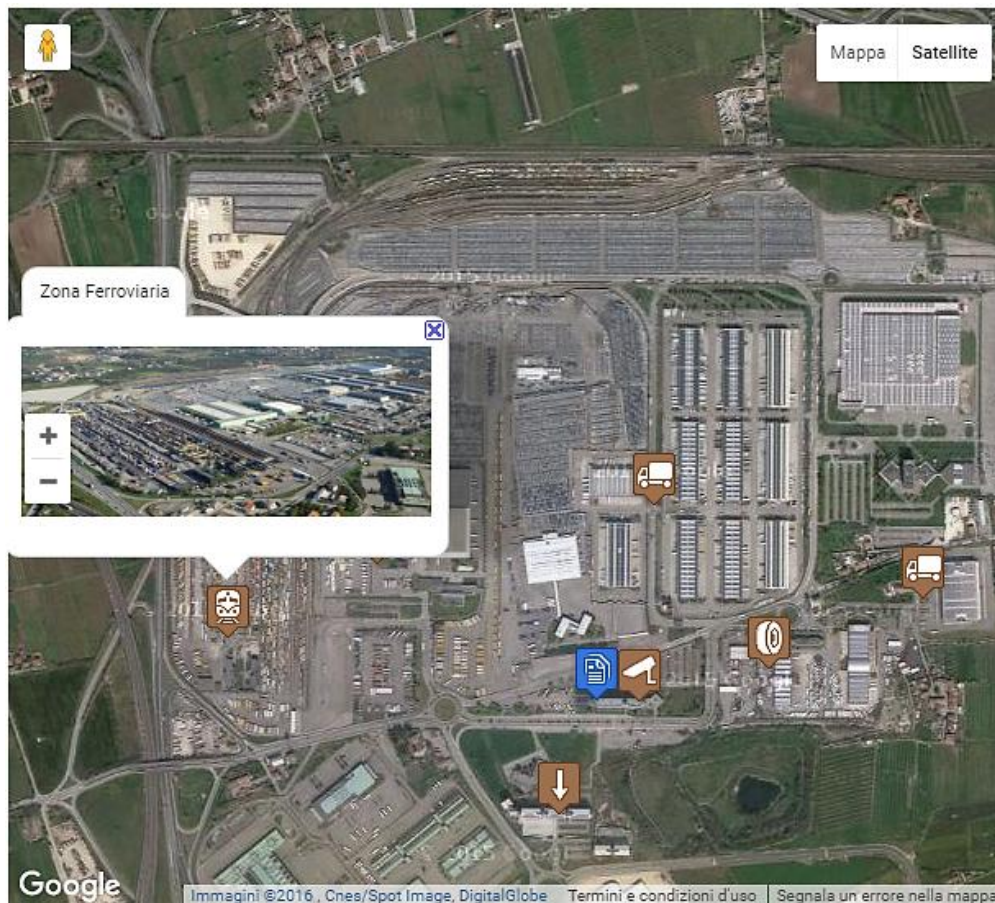 Mappa
Satellite
Zona Ferroviaria
Google
Immagini ©2016 , Cnes/Spot Image, DigitalGlobe
Termini e condizioni d'uso
Segnala un errore nella mappa